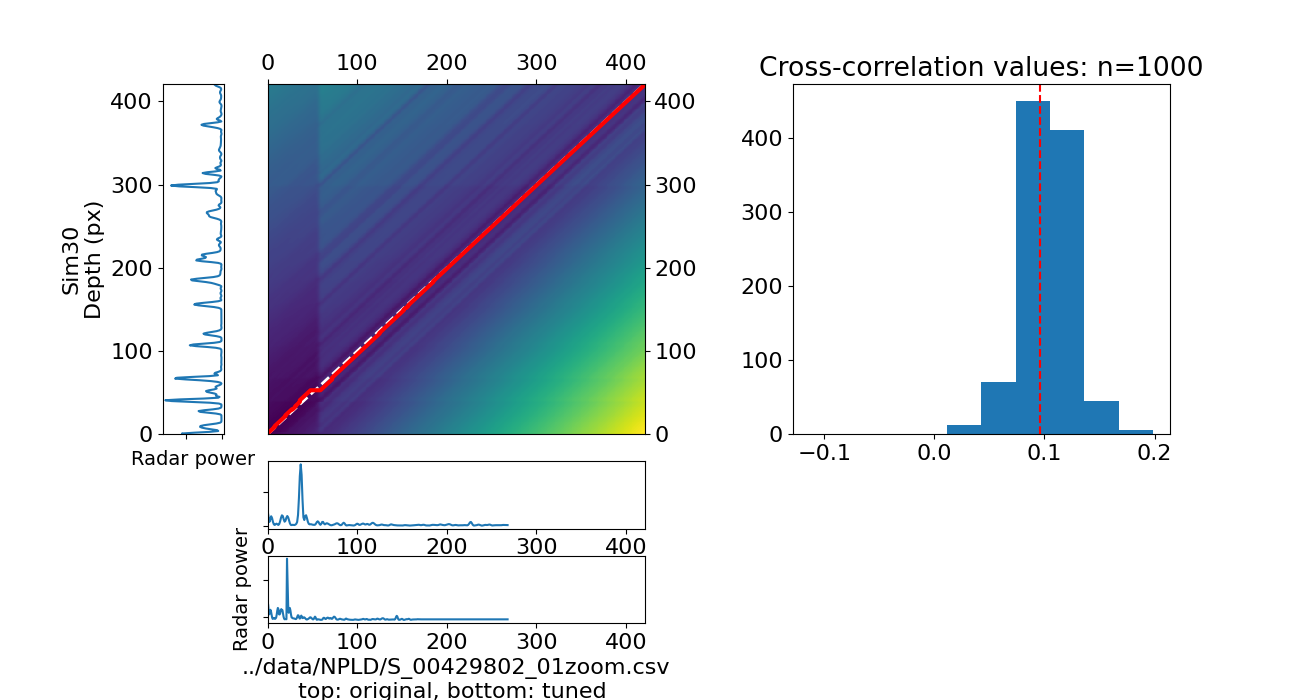 Cross-correlation values: n=1000
0 100 200 300 400
400
300
200
100
0
Sim30
Depth (px)
Radar power
400
300
200
100
0
400
300
200
100
0
−0.1 0.0 0.1 0.2
0 100 200 300 400
Radar power
0 100 200 300 400
../data/NPLD/S_00429802_01zoom.csv
top: original, bottom: tuned